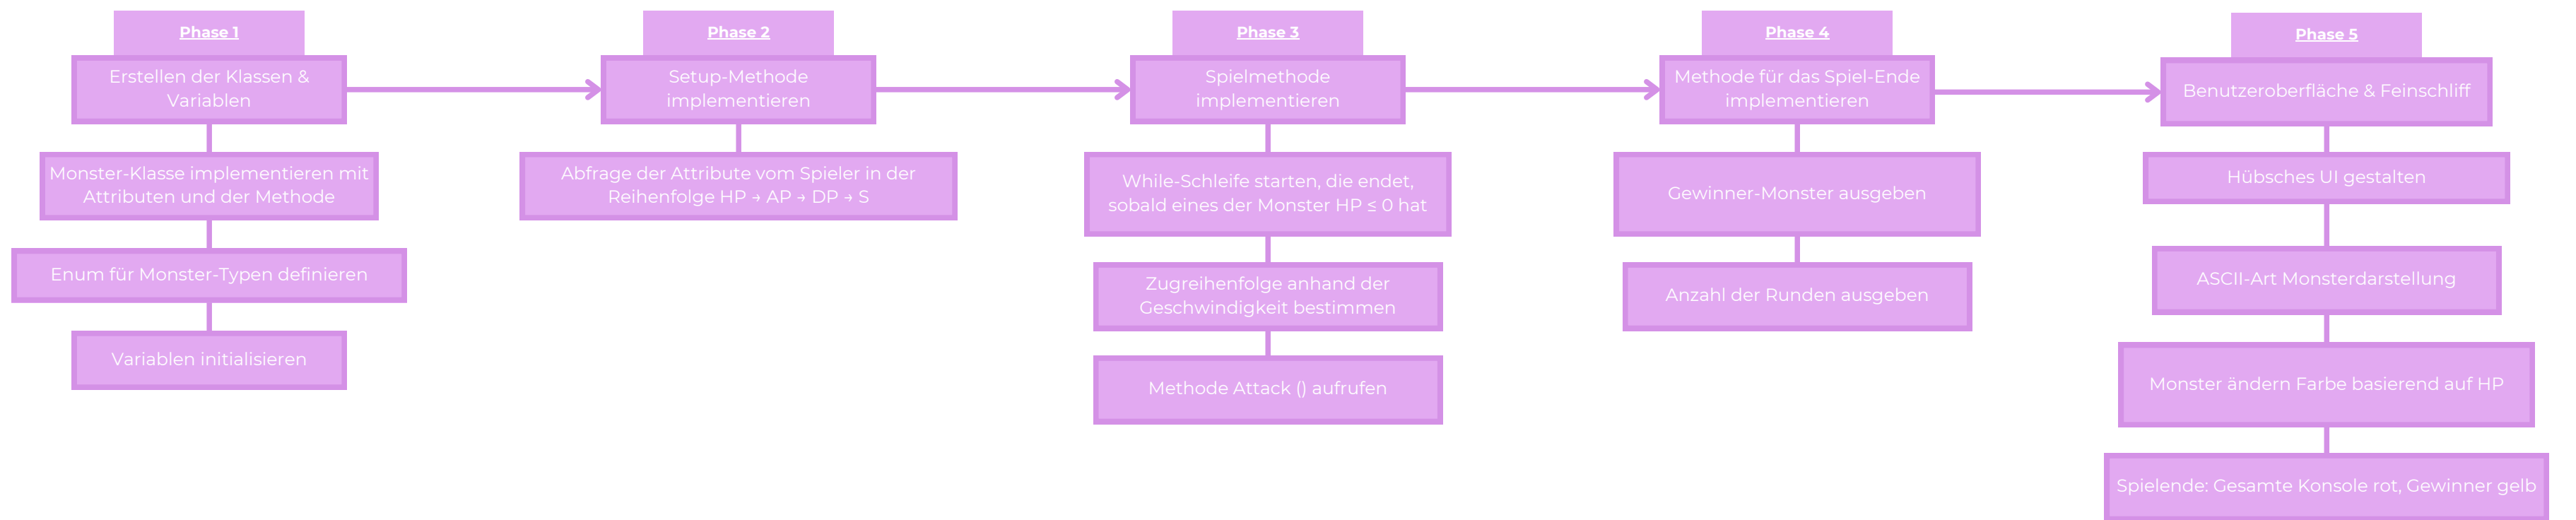 Phase 1
Erstellen der Klassen &
Variablen
Monster-Klasse implementieren mit
Attributen und der Methode
Enum für Monster-Typen definieren
Variablen initialisieren
Phase 2
Setup-Methode
implementieren
Abfrage der Attribute vom Spieler in der
Reihenfolge HP → AP → DP → S
Phase 3
Spielmethode
implementieren
While-Schleife starten, die endet,
sobald eines der Monster HP ≤ 0 hat
Zugreihenfolge anhand der
Geschwindigkeit bestimmen
Methode Attack () aufrufen
Phase 4
Methode für das Spiel-Ende
implementieren
Gewinner-Monster ausgeben
Anzahl der Runden ausgeben
Phase 5
Benutzeroberfläche & Feinschliff
Hübsches UI gestalten
ASCII-Art Monsterdarstellung
Monster ändern Farbe basierend auf HP
Spielende: Gesamte Konsole rot, Gewinner gelb